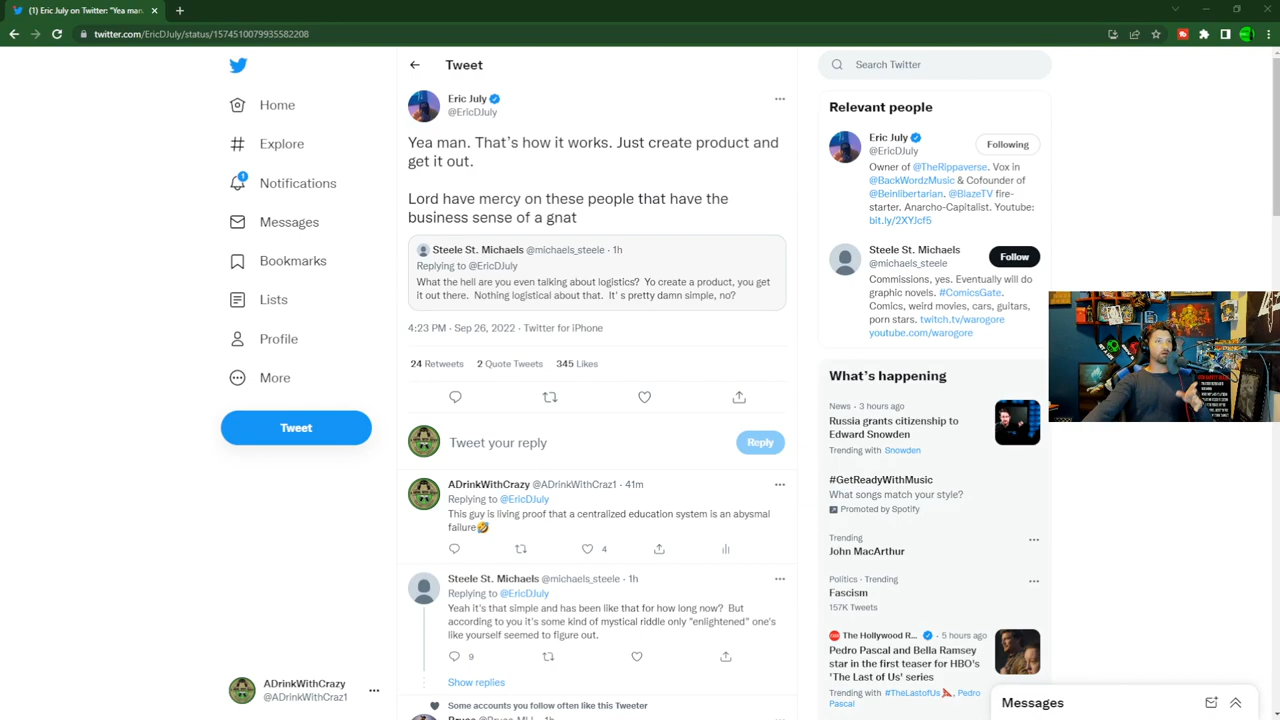 (1) Eric July on Twitter: "Yea man.
twitter.com/EricDJuly/status/1574510079935582208
Home
Explore
1
Notifications
Messages
Bookmarks
Lists
Profile
More
Tweet
ADrinkWithCrazy
@ADrinkWithCraz1
Tweet
Eric July
@EricDJuly
Yea man. That's how it works. Just create product and
get it out.
Lord have mercy on these people that have the
business sense of a gnat
Steele St. Michaels @michaels_steele · 1h
Replying to @EricDJuly
What the hell are you even talking about logistics? Yo create a product, you get
it out there. Nothing logistical about that. It' s pretty damn simple, no?
4:23 PM · Sep 26, 2022 · Twitter for iPhone
24 Retweets 2 Quote Tweets 345 Likes
Tweet your reply
Reply
ADrinkWithCrazy @ADrinkWithCraz1 · 41m
Replying to @EricDJuly
This guy is living proof that a centralized education system is an abysmal
failure🤣
4
Steele St. Michaels @michaels_steele · 1h
Replying to @EricDJuly
Yeah it's that simple and has been like that for how long now? But
according to you it's some kind of mystical riddle only "enlightened" one's
like yourself seemed to figure out.
9
Show replies
Some accounts you follow often like this Tweeter
Search Twitter
Relevant people
Eric July
@EricDJuly
Following
Owner of @TheRippaverse. Vox in
@BackWordzMusic & Cofounder of
@Beinlibertarian. @BlazeTV fire-
starter. Anarcho-Capitalist. Youtube:
bit.ly/2XYJcf5
Steele St. Michaels
@michaels_steele
Follow
Commissions, yes. Eventually will do
graphic novels. #ComicsGate.
Comics, weird movies, cars, guitars,
porn stars. twitch.tv/warogore
youtube.com/warogore
What's happening
News · 3 hours ago
Russia grants citizenship to
Edward Snowden
Trending with Snowden
#GetReadyWithMusic
What songs match your style?
Promoted by Spotify
Trending
John MacArthur
Politics · Trending
Fascism
157K Tweets
The Hollywood R... · 5 hours ago
Pedro Pascal and Bella Ramsey
star in the first teaser for HBO's
'The Last of Us' series
Trending with #TheLastofUs, Pedro
Pascal
Messages